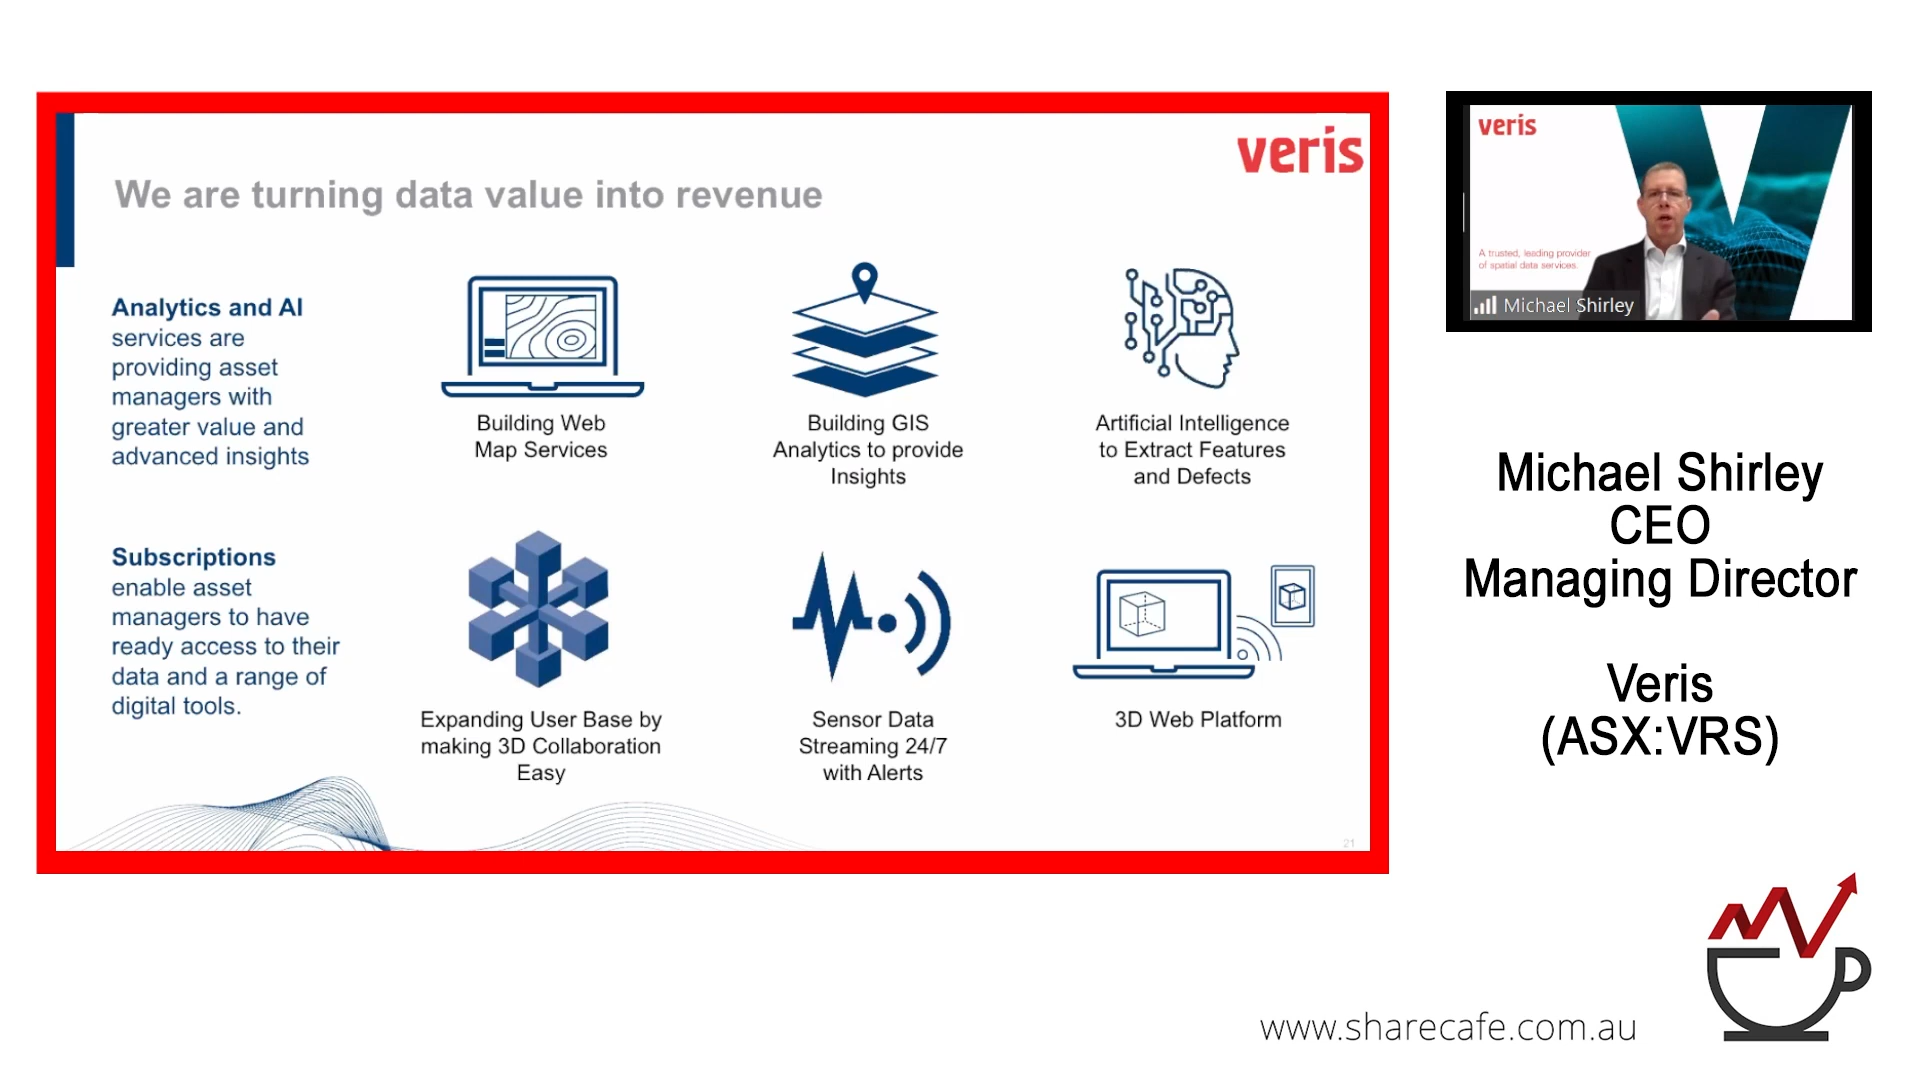 veris
We are turning data value into revenue
Analytics and AI
services are
providing asset
managers with
greater value and
advanced insights
Building Web
Map Services
Building GIS
Analytics to provide
Insights
Artificial Intelligence
to Extract Features
and Defects
Subscriptions
enable asset
managers to have
ready access to their
data and a range of
digital tools.
Expanding User Base by
making 3D Collaboration
Easy
Sensor Data
Streaming 24/7
with Alerts
3D Web Platform
21
veris
A trusted, leading provider
of spatial data services.
Michael Shirley
Michael Shirley
CEO
Managing Director
Veris
(ASX:VRS)
www.sharecafe.com.au